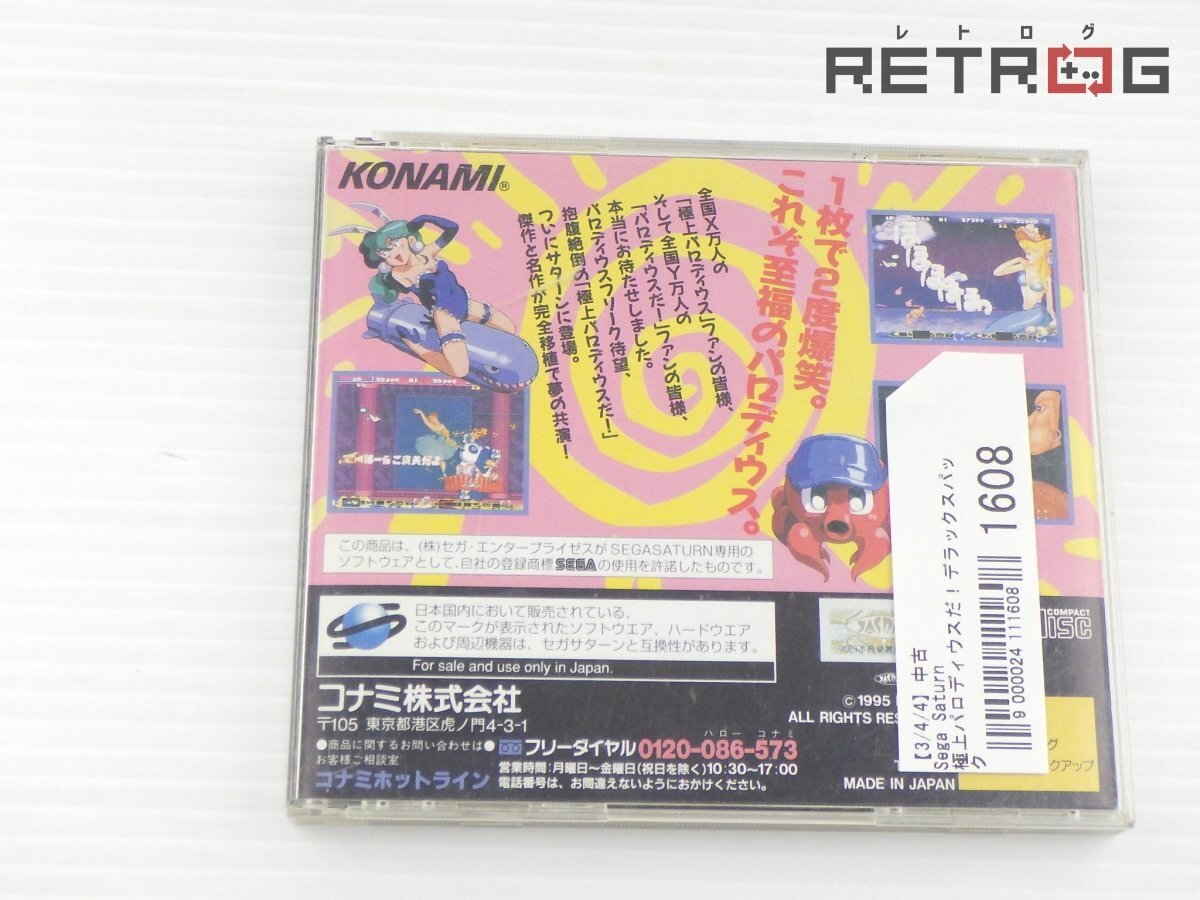 レトログ
RETROG
KONAMI®
1枚で2度爆笑。
これぞ至福のパロディウス。
全国X万人の
「極上パロディウス」ファンの皆様、
そして全国Y万人の
「パロディウスだ!」ファンの皆様、
本当にお待たせしました。
パロディウスフリーク待望、
抱腹絶倒の「極上パロディウスだ!」
ついにサターンに登場。
傑作と名作が完全移植で夢の共演!
この商品は、(株)セガ・エンタープライゼスがSEGASATURN専用の
ソフトウェアとして、自社の登録商標SEGAの使用を許諾したものです。
日本国内において販売されている、
このマークが表示されたソフトウエア、ハードウエア
および周辺機器は、セガサターンと互換性があります。
For sale and use only in Japan.
コナミ株式会社
〒105 東京都港区虎ノ門4-3-1
●商品に関するお問い合わせは●
お客様ご相談室
コナミホットライン
フリーダイヤル0120-086-573
ハロー コナミ
営業時間:月曜日〜金曜日(祝日を除く)10:30〜17:00
電話番号は、お間違えないようにおかけください。
©1995
ALL RIGHTS RES
MADE IN JAPAN
COMPACT
disc
クアップ
【3/4/4】中古
Sega Saturn
極上パロディウスだ!デラックスパッ
ク
1608
9 000024 111608